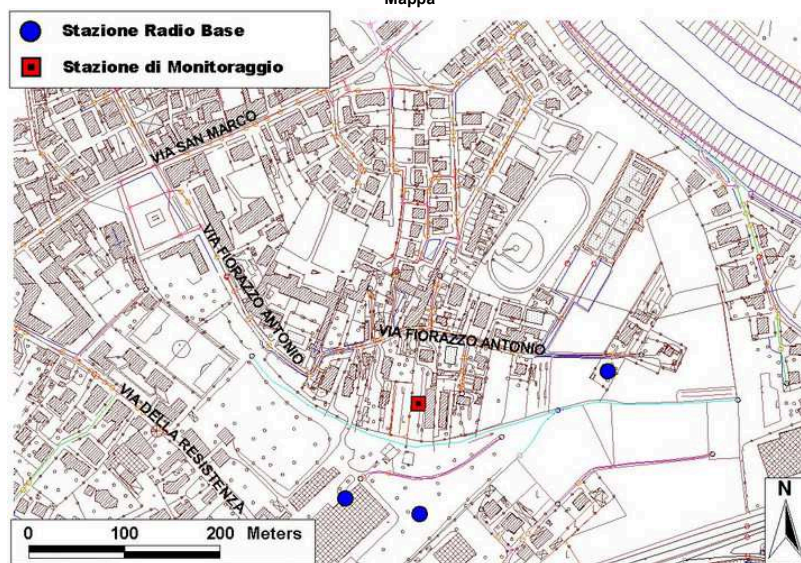 Mappa
Stazione Radio Base
Stazione di Monitoraggio
VIA SAN MARCO
VIA FIORAZZO ANTONIO
VIA FIORAZZO ANTONIO
VIA DELLA RESISTENZA
0 100 200 Meters
N